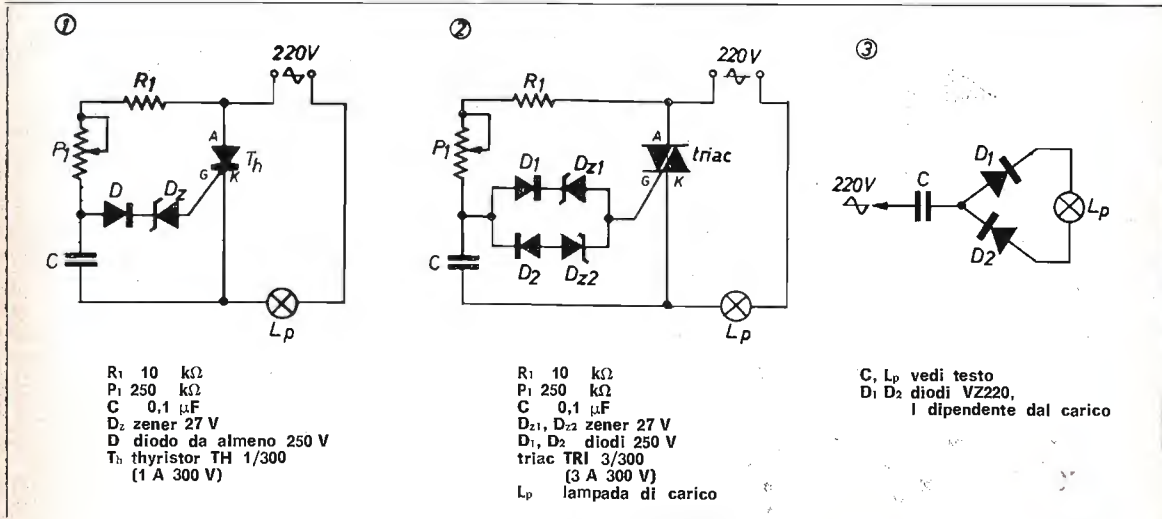 ①
220V
R1
P1
A
Th
G
K
D
Dz
C
Lp
R1 10 kΩ
P1 250 kΩ
C 0,1 µF
Dz zener 27 V
D diodo da almeno 250 V
Th thyristor TH 1/300
(1 A 300 V)
②
220V
R1
P1
A
triac
D1
Dz1
G
K
D2
Dz2
C
Lp
R1 10 kΩ
P1 250 kΩ
C 0,1 µF
Dz1, Dz2 zener 27 V
D1, D2 diodi 250 V
triac TRI 3/300
(3 A 300 V)
Lp lampada di carico
③
D1
220V
C
Lp
D2
C, Lp vedi testo
D1 D2 diodi VZ220,
I dipendente dal carico